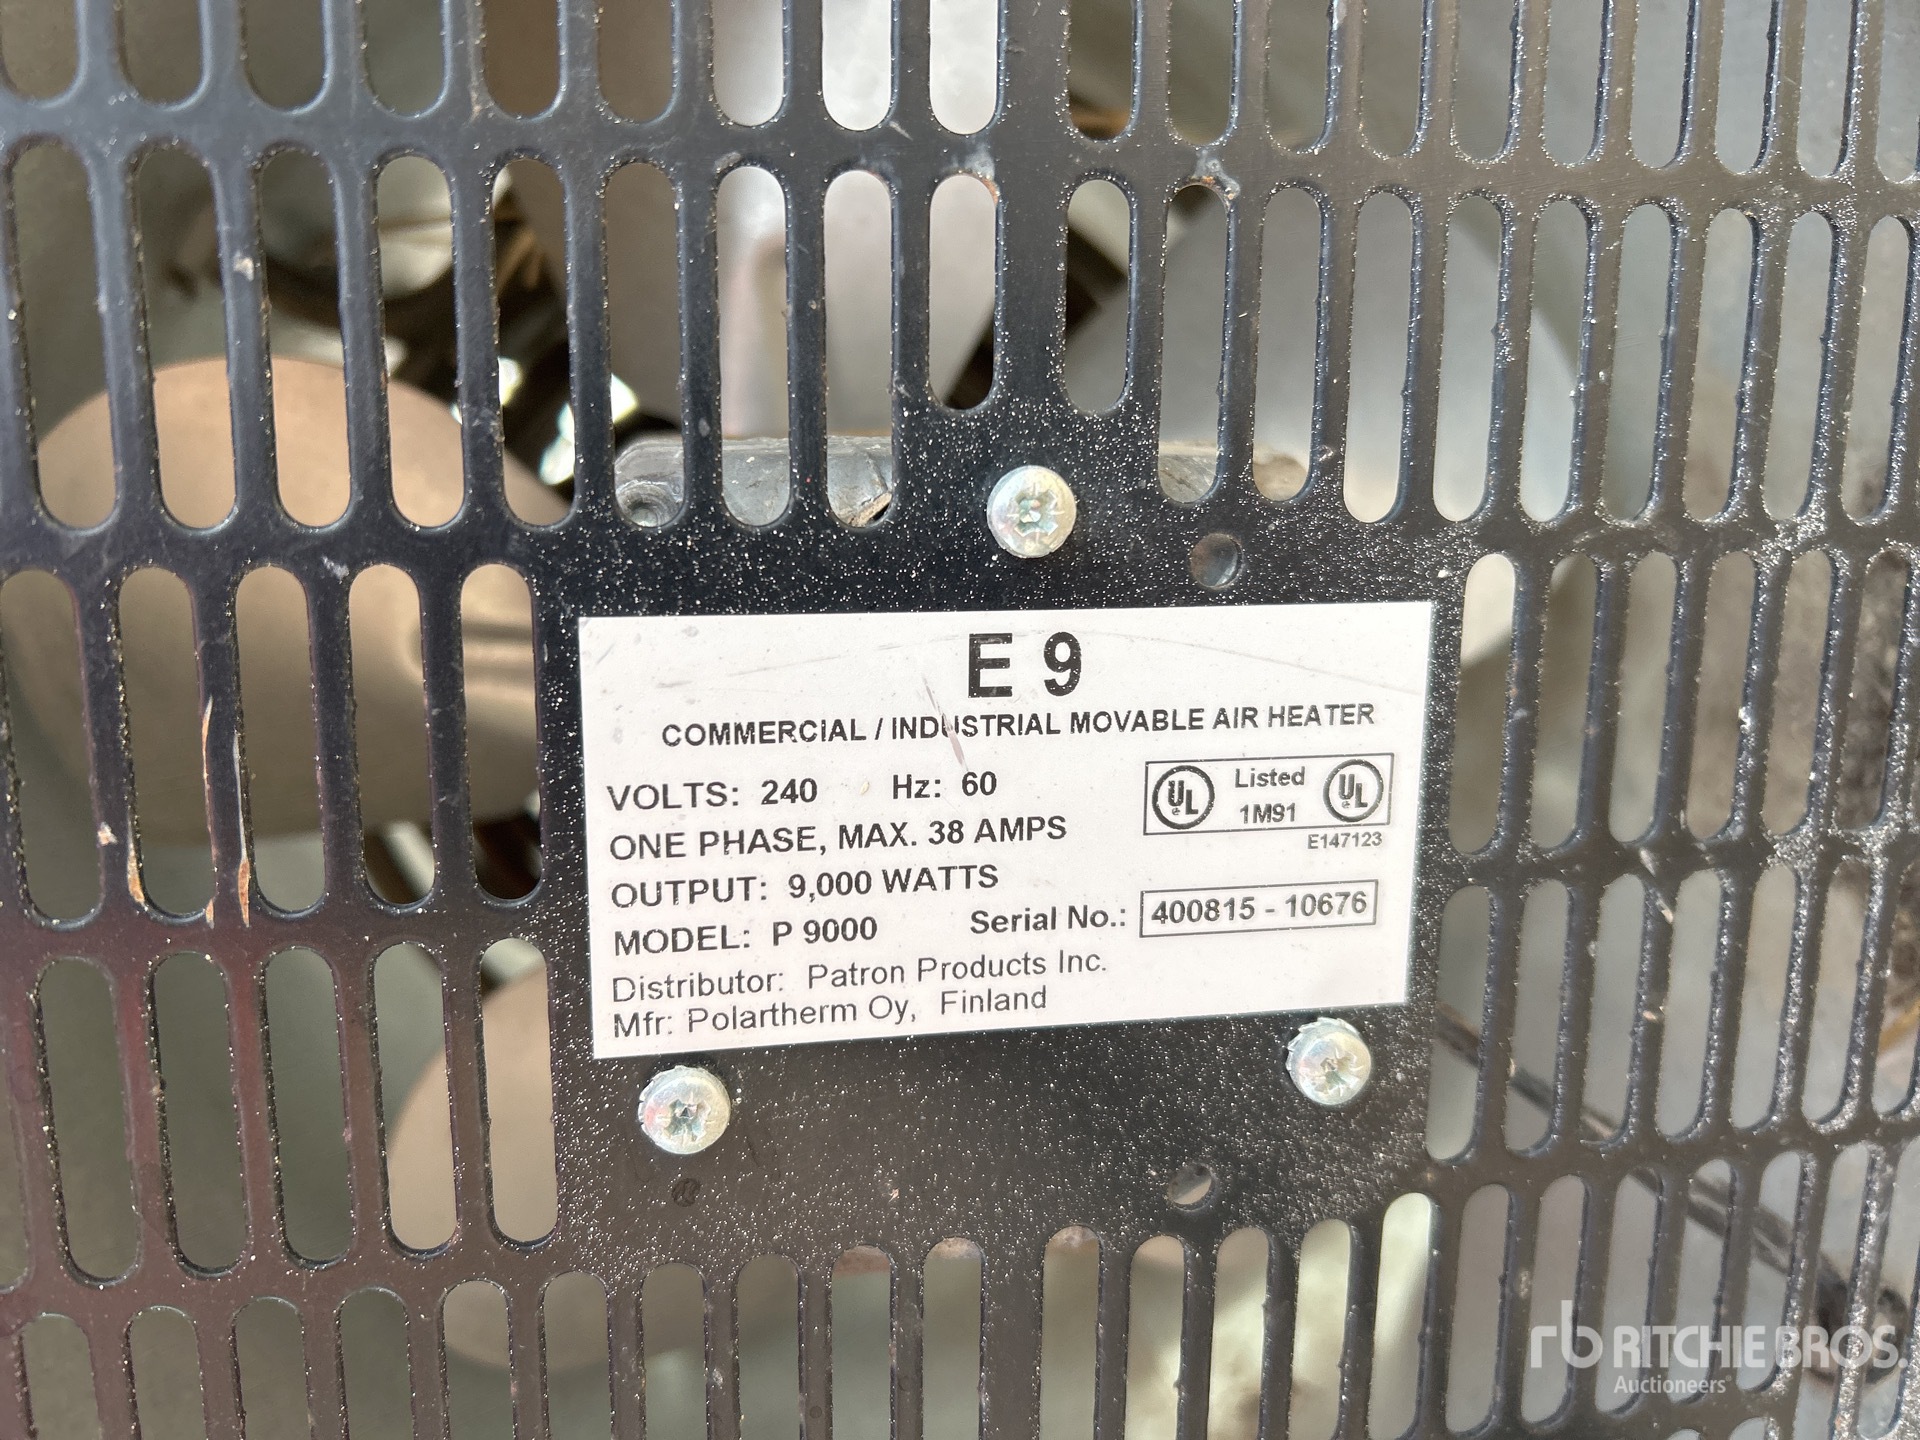 E 9
COMMERCIAL / INDUSTRIAL MOVABLE AIR HEATER
VOLTS: 240 Hz: 60
UL Listed 1M91 UL
E147123
ONE PHASE, MAX. 38 AMPS
OUTPUT: 9,000 WATTS
MODEL: P 9000 Serial No.: 400815 - 10676
Distributor: Patron Products Inc.
Mfr: Polartherm Oy, Finland
rb RITCHIE BROS.
Auctioneers